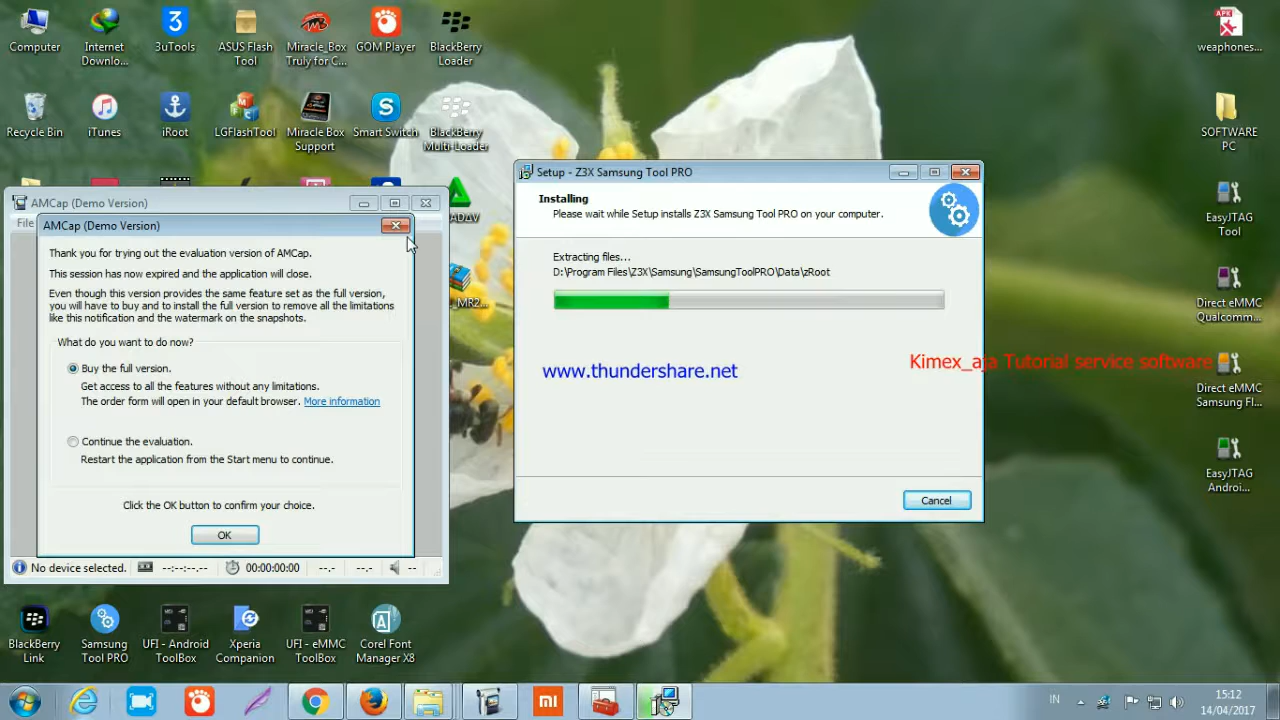 Computer
Internet
Downlo...
3uTools
ASUS Flash
Tool
Miracle_Box
Truly for C...
GOM Player
BlackBerry
Loader
weaphones...
Recycle Bin
iTunes
iRoot
LGFlashTool
Miracle Box
Support
Smart Switch
BlackBerry
Multi-Loader
SOFTWARE
PC
AMCap (Demo Version)
File
AMCap (Demo Version)
Thank you for trying out the evaluation version of AMCap.
This session has now expired and the application will close.
Even though this version provides the same feature set as the full version,
you will have to buy and to install the full version to remove all the limitations
like this notification and the watermark on the snapshots.
What do you want to do now?
Buy the full version.
Get access to all the features without any limitations.
The order form will open in your default browser. More information
Continue the evaluation.
Restart the application from the Start menu to continue.
Click the OK button to confirm your choice.
OK
No device selected.
--:--:--.--
00:00:00:00
--.-
--.-
--
Setup - Z3X Samsung Tool PRO
Installing
Please wait while Setup installs Z3X Samsung Tool PRO on your computer.
Extracting files...
D:\Program Files\Z3X\Samsung\SamsungToolPRO\Data\zRoot
www.thundershare.net
Kimex_aja Tutorial service software
Cancel
EasyJTAG
Tool
Direct eMMC
Qualcomm...
Direct eMMC
Samsung Fl...
EasyJTAG
Androi...
BlackBerry
Link
Samsung
Tool PRO
UFI - Android
ToolBox
Xperia
Companion
UFI - eMMC
ToolBox
Corel Font
Manager X8
IN
15:12
14/04/2017